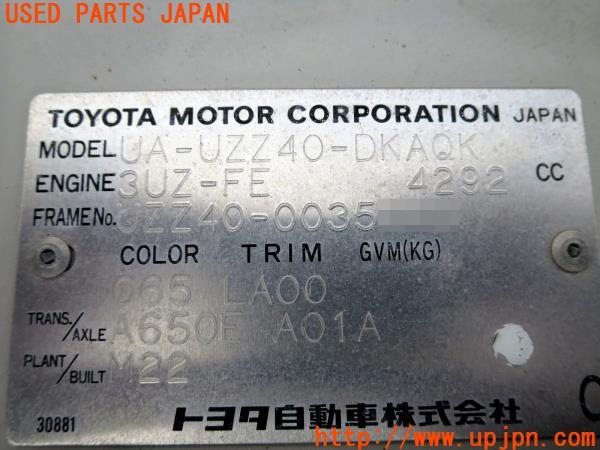 USED PARTS JAPAN
TOYOTA MOTOR CORPORATION JAPAN
MODEL UA-UZZ40-DKAQK
ENGINE 3UZ-FE 4292 CC
FRAME No. UZZ40-0035
COLOR TRIM GVM(KG)
065 LA00
TRANS./AXLE A650E A01A
PLANT/BUILT M22
30881 トヨタ自動車株式会社
http://www.upjpn.com